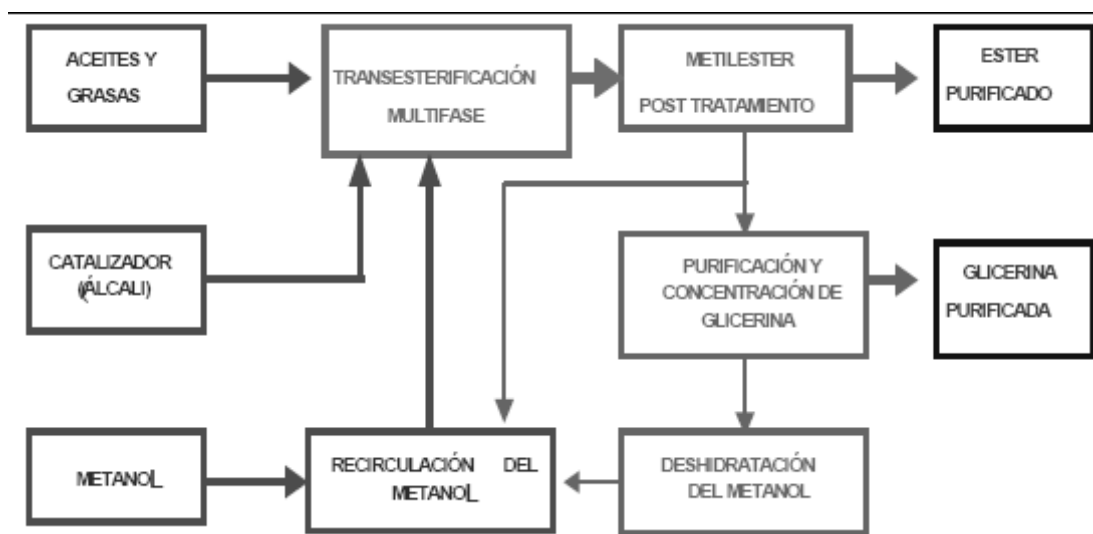 ACEITES Y
GRASAS
TRANSESTERIFICACIÓN
MULTIFASE
METILESTER
POST TRATAMIENTO
ESTER
PURIFICADO
CATALIZADOR
(ÁLCALI)
PURIFICACIÓN Y
CONCENTRACIÓN DE
GLICERINA
GLICERINA
PURIFICADA
METANOL
RECIRCULACIÓN DEL
METANOL
DESHIDRATACIÓN
DEL METANOL